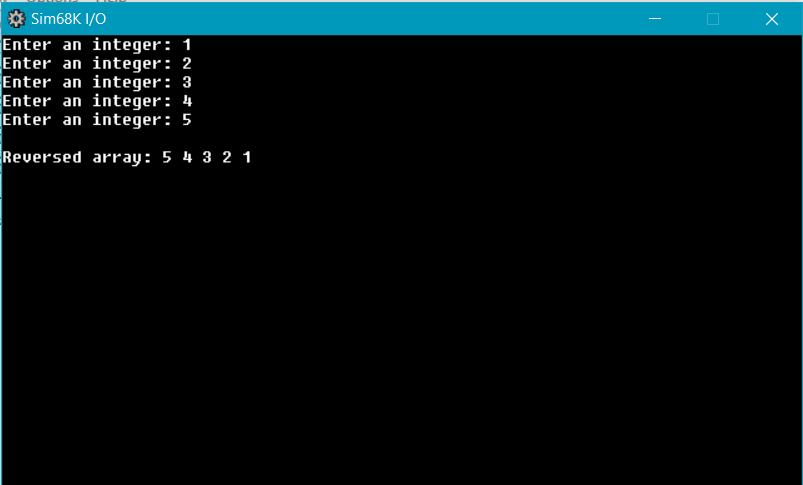 Sim68K I/O
Enter an integer: 1
Enter an integer: 2
Enter an integer: 3
Enter an integer: 4
Enter an integer: 5
Reversed array: 5 4 3 2 1